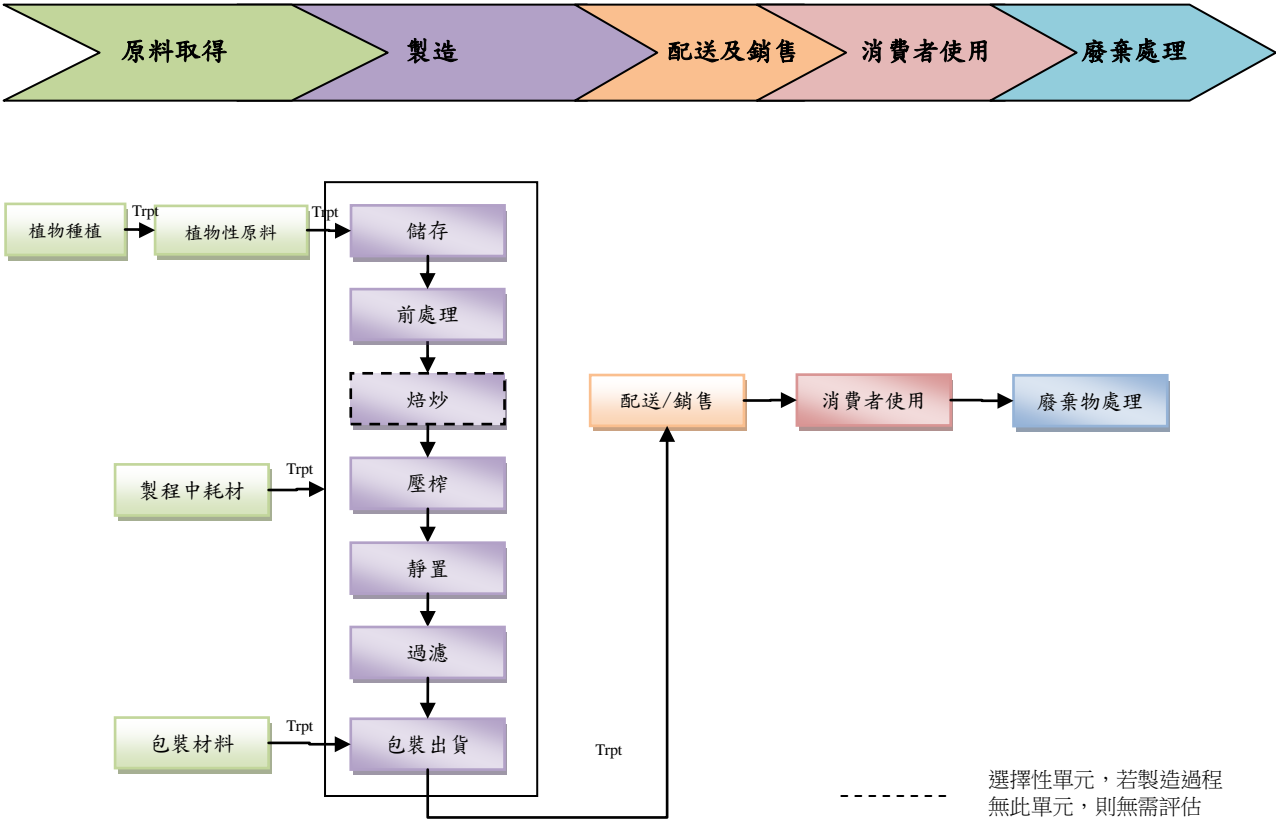 原料取得
製造
配送及銷售
消費者使用
廢棄處理
植物種植
Trpt
植物性原料
Trpt
儲存
前處理
焙炒
壓榨
靜置
過濾
包裝出貨
製程中耗材
Trpt
包裝材料
Trpt
Trpt
配送/銷售
消費者使用
廢棄物處理
選擇性單元，若製造過程
無此單元，則無需評估